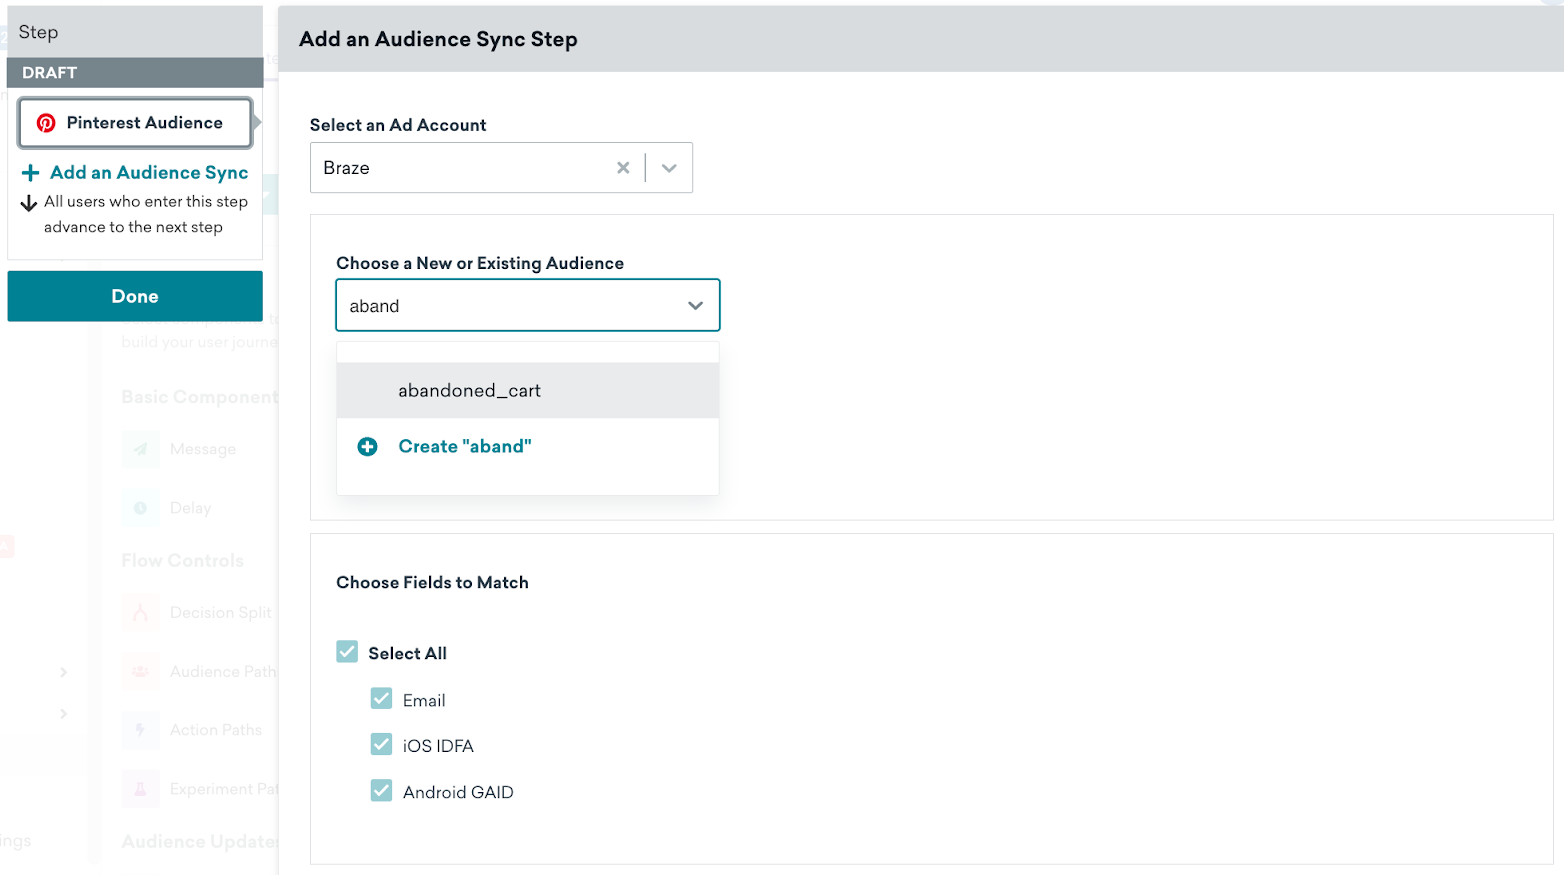 Step
DRAFT
Pinterest Audience
Add an Audience Sync
All users who enter this step
advance to the next step
Done
build your user journe
Basic Component
Message
Delay
Flow Controls
Decision Split
Audience Path
Action Paths
Experiment Pat
Audience Update
ings
Add an Audience Sync Step
Select an Ad Account
Braze
Choose a New or Existing Audience
aband
abandoned_cart
Create "aband"
Choose Fields to Match
Select All
Email
iOS IDFA
Android GAID